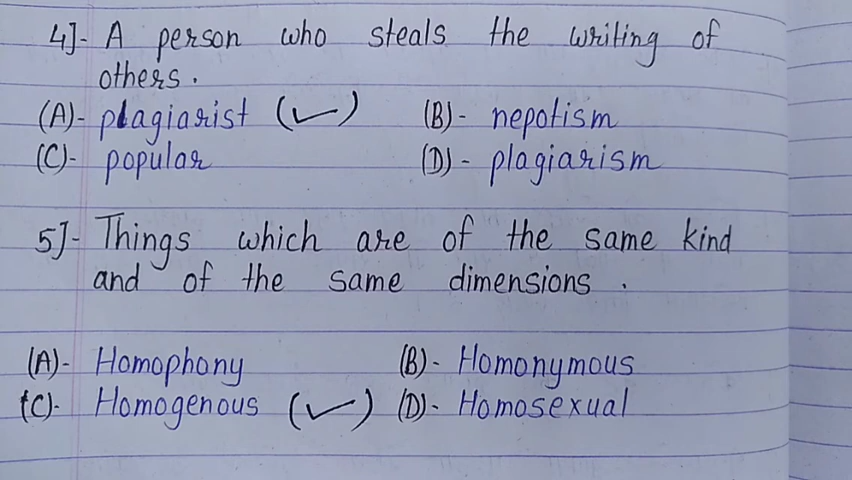 4]- A person who steals the writing of
others.
(A)- plagiarist (✓) (B)- nepotism
(C)- popular (D)- plagiarism
5]- Things which are of the same kind
and of the same dimensions.
(A)- Homophony (B)- Homonymous
(C)- Homogenous (✓) (D)- Homosexual